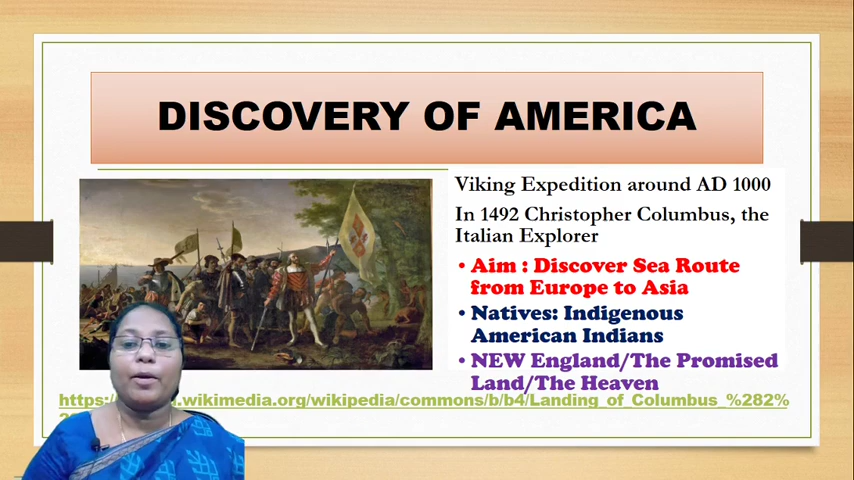 DISCOVERY OF AMERICA
Viking Expedition around AD 1000
In 1492 Christopher Columbus, the
Italian Explorer
• Aim : Discover Sea Route
from Europe to Asia
• Natives: Indigenous
American Indians
• NEW England/The Promised
Land/The Heaven
https:/ .wikimedia.org/wikipedia/commons/b/b4/Landing_of_Columbus_%282%